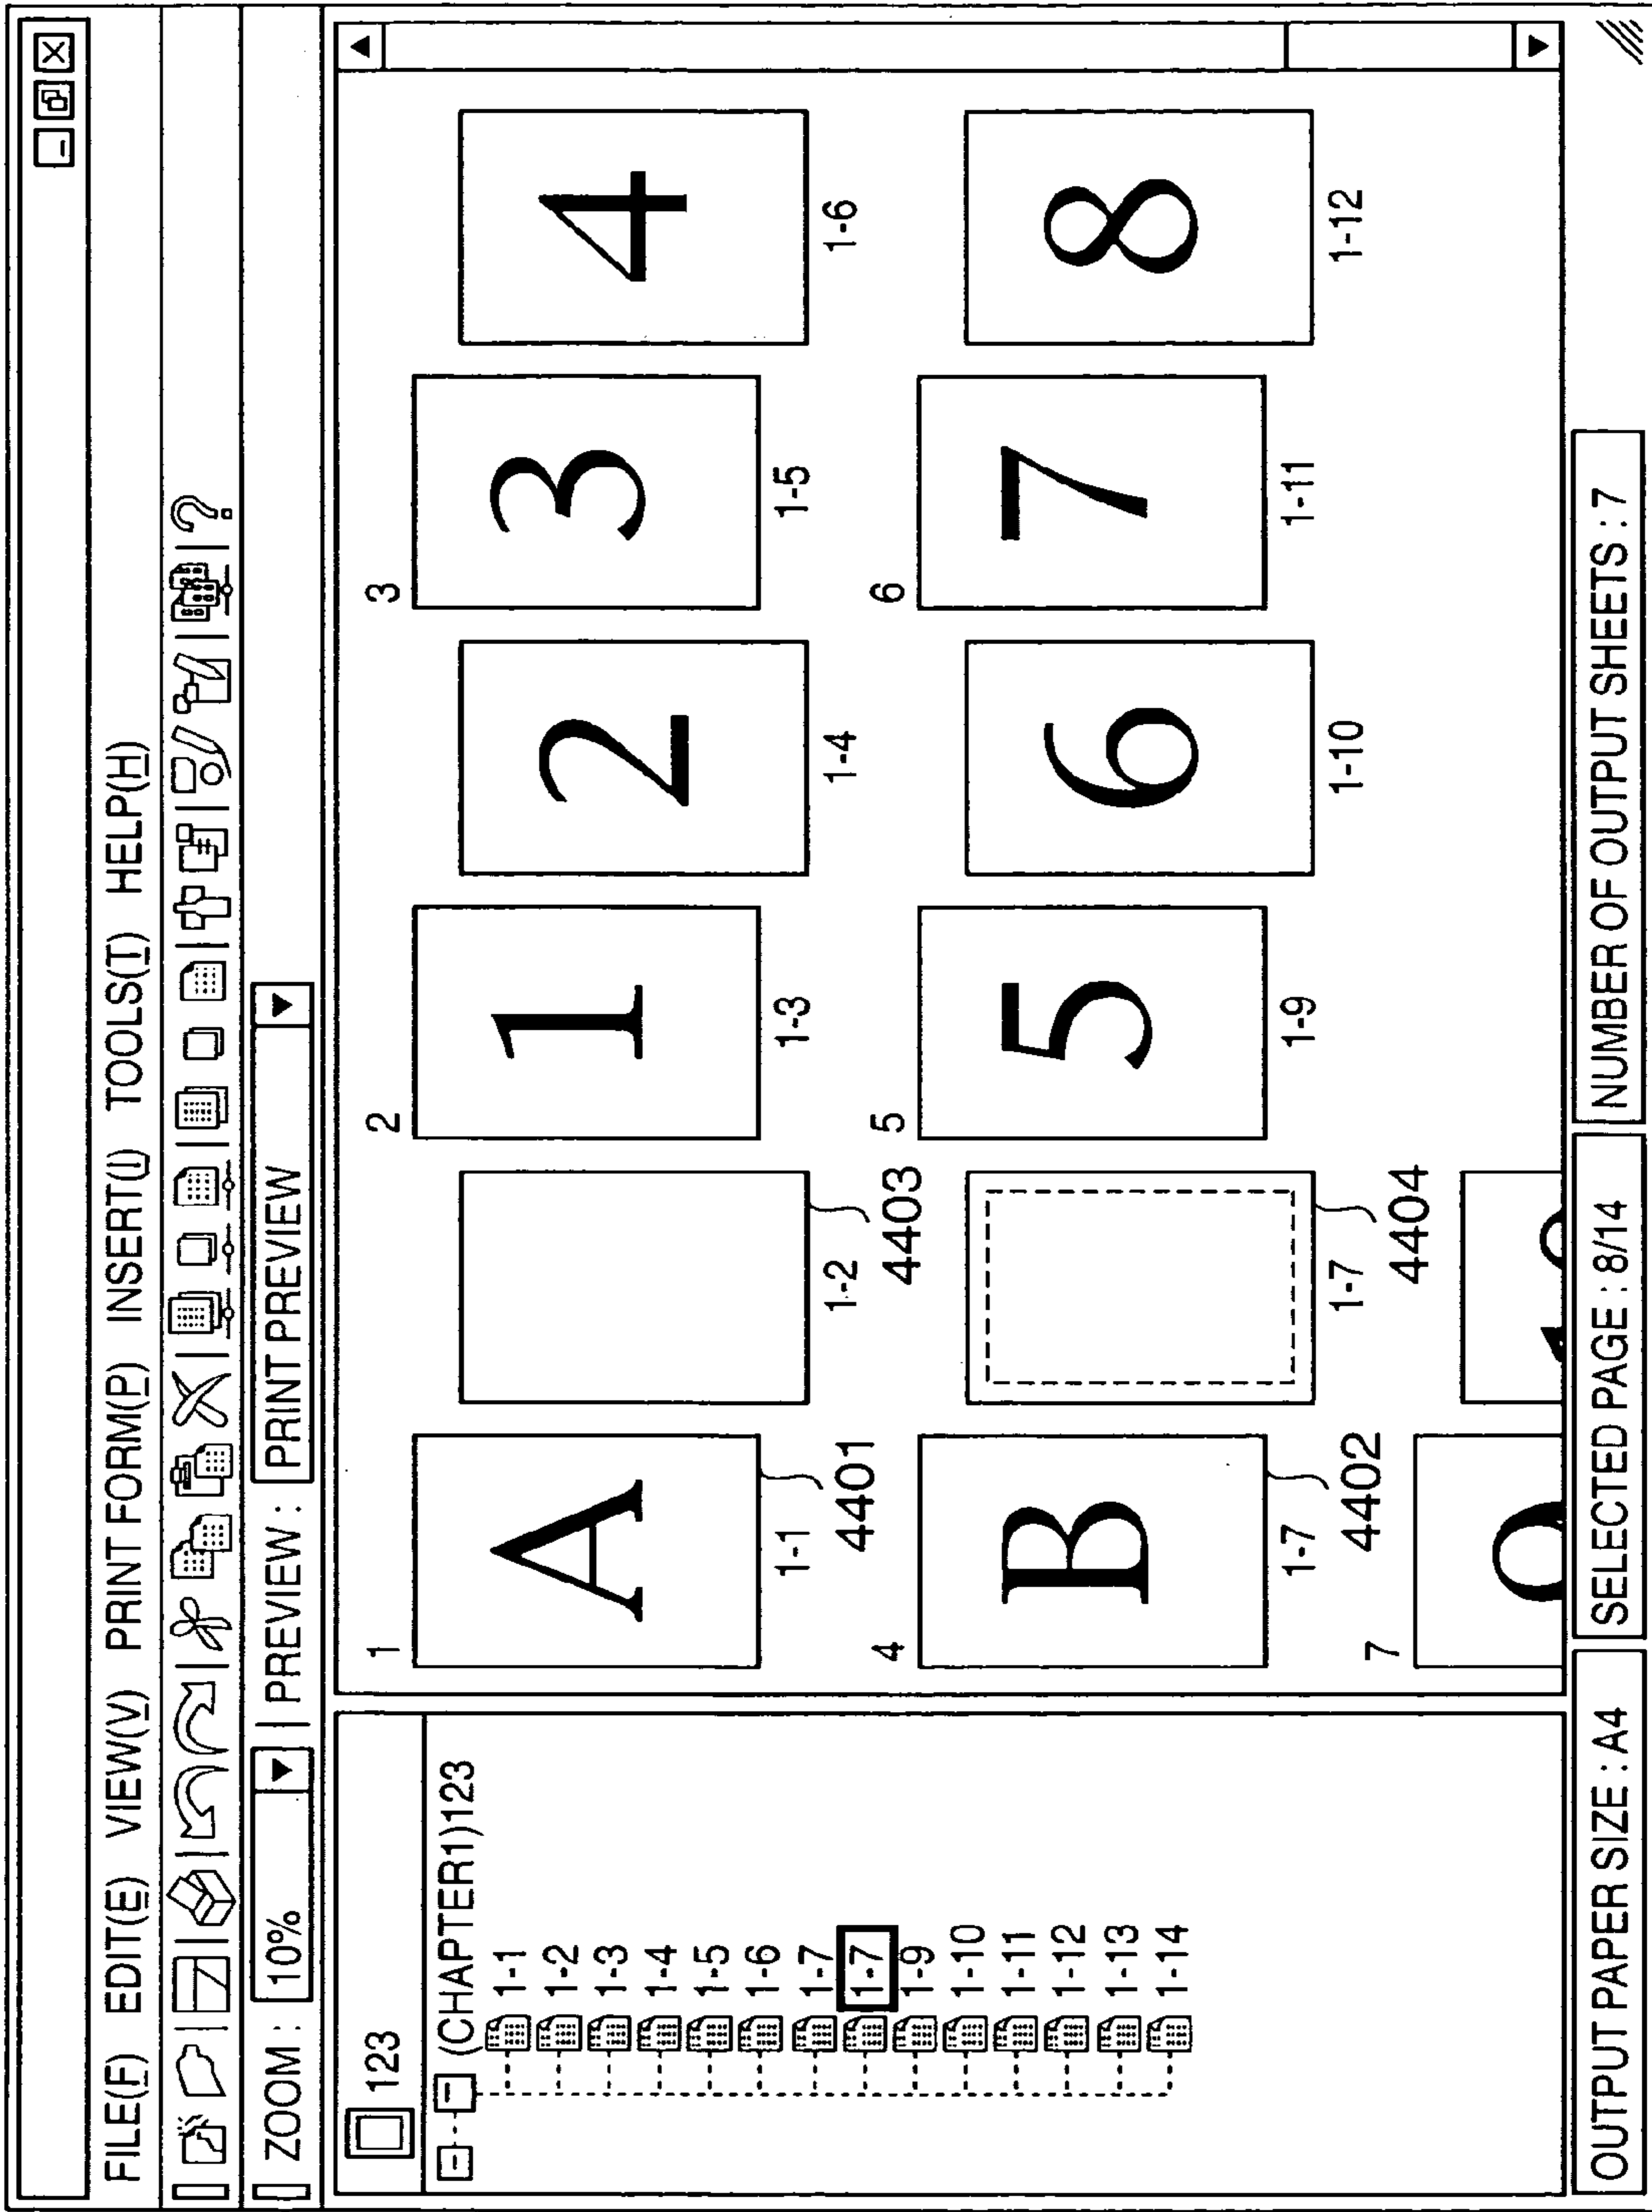 FILE(F) EDIT(E) VIEW(V) PRINT FORM(P) INSERT(I) TOOLS(T) HELP(H)
ZOOM : 10% PREVIEW : PRINT PREVIEW
123
(CHAPTER1)123
1-1
1-2
1-3
1-4
1-5
1-6
1-7
1-7
1-9
1-10
1-11
1-12
1-13
1-14
1 2 3
A 1 2 3 4
1-1 1-2 1-3 1-4 1-5 1-6
4401 4403
4 5 6
B 5 6 7 8
1-7 1-7 1-9 1-10 1-11 1-12
4402 4404
7
OUTPUT PAPER SIZE : A4 SELECTED PAGE : 8/14 NUMBER OF OUTPUT SHEETS : 7